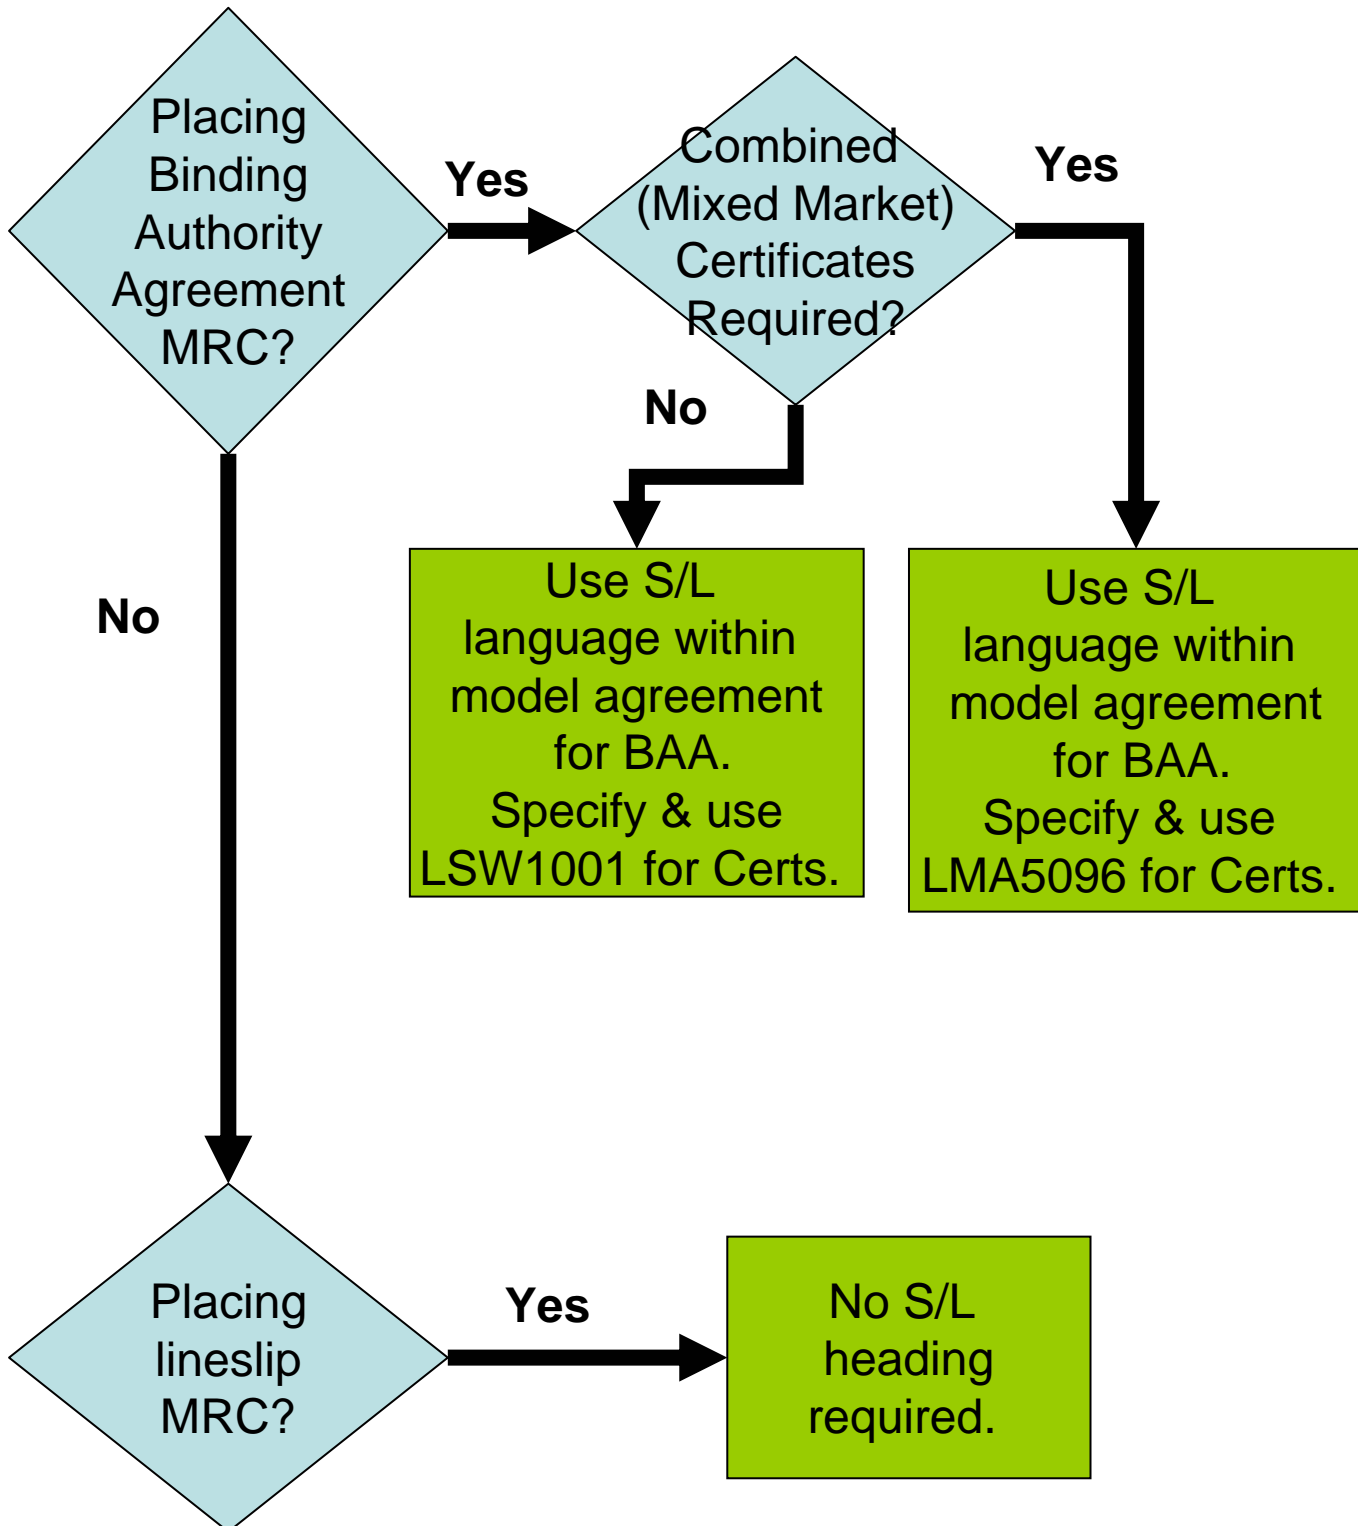 Placing
Binding
Authority
Agreement
MRC?
Yes
Combined
(Mixed Market)
Certificates
Required?
Yes
No
No
Use S/L
language within
model agreement
for BAA.
Specify & use
LSW1001 for Certs.
Use S/L
language within
model agreement
for BAA.
Specify & use
LMA5096 for Certs.
Placing
lineslip
MRC?
Yes
No S/L
heading
required.